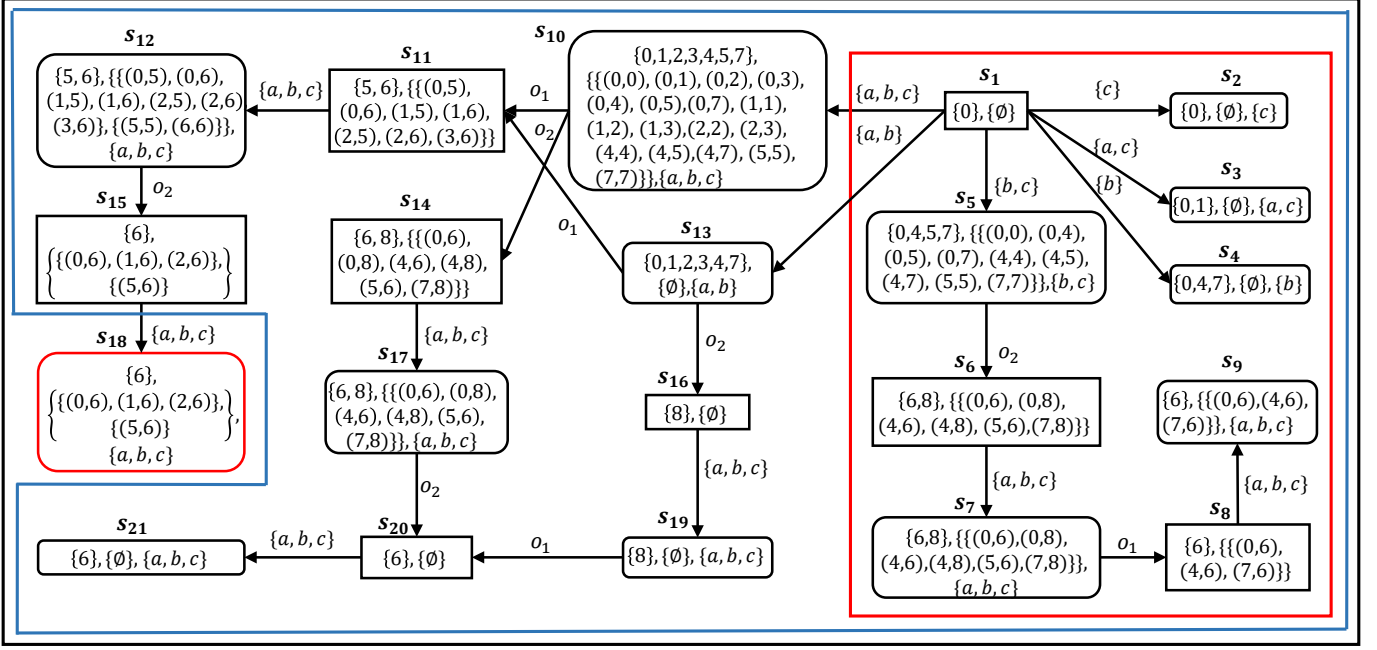 s₁₂
{5, 6}, {{(0,5), (0,6),
(1,5), (1,6), (2,5), (2,6)
(3,6)}, {(5,5), (6,6)}},
{a, b, c}
{a, b, c}
s₁₁
{5, 6}, {{(0,5),
(0,6), (1,5), (1,6),
(2,5), (2,6), (3,6)}}
o₁
o₂
s₁₀
{0,1,2,3,4,5,7},
{{(0,0), (0,1), (0,2), (0,3),
(0,4), (0,5),(0,7), (1,1),
(1,2), (1,3),(2,2), (2,3),
(4,4), (4,5),(4,7), (5,5),
(7,7)}},{a, b, c}
{a, b, c}
{a, b}
s₁
{0}, {∅}
{c}
{a, c}
{b}
{b, c}
s₂
{0}, {∅}, {c}
s₃
{0,1}, {∅}, {a, c}
s₄
{0,4,7}, {∅}, {b}
s₅
{0,4,5,7}, {{(0,0), (0,4),
(0,5), (0,7), (4,4), (4,5),
(4,7), (5,5), (7,7)}},{b, c}
o₂
s₁₅
{6},
{{(0,6), (1,6), (2,6)},
{(5,6)}}
s₁₄
{6, 8}, {{(0,6),
(0,8), (4,6), (4,8),
(5,6), (7,8)}}
o₁
s₁₃
{0,1,2,3,4,7},
{∅},{a, b}
{a, b, c}
s₁₈
{6},
{{(0,6), (1,6), (2,6)},
{(5,6)}},
{a, b, c}
{a, b, c}
s₁₇
{6, 8}, {{(0,6), (0,8),
(4,6), (4,8), (5,6),
(7,8)}}, {a, b, c}
o₂
s₁₆
{8}, {∅}
o₂
s₆
{6,8}, {{(0,6), (0,8),
(4,6), (4,8), (5,6),(7,8)}}
s₉
{6}, {{(0,6),(4,6),
(7,6)}}, {a, b, c}
o₂
{a, b, c}
{a, b, c}
{a, b, c}
s₂₁
{6}, {∅}, {a, b, c}
{a, b, c}
s₂₀
{6}, {∅}
o₁
s₁₉
{8}, {∅}, {a, b, c}
s₇
{6,8}, {{(0,6),(0,8),
(4,6),(4,8),(5,6),(7,8)}},
{a, b, c}
o₁
s₈
{6}, {{(0,6),
(4,6), (7,6)}}